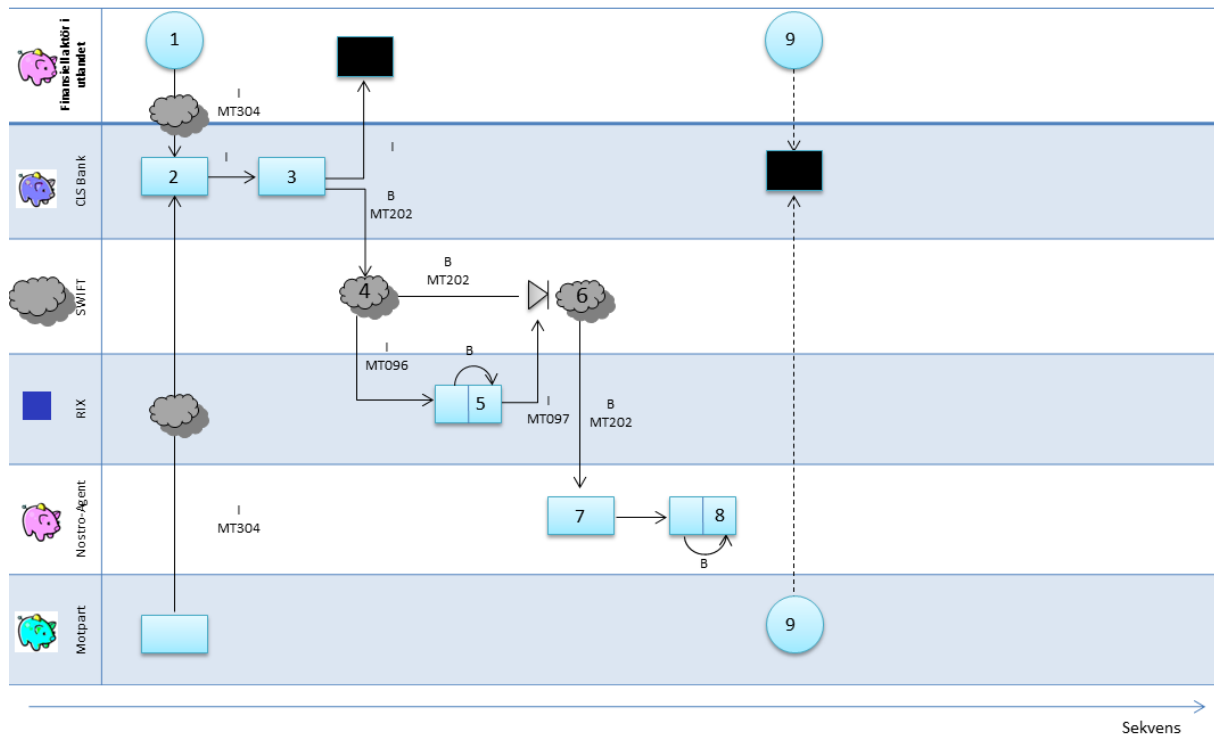 Finansiell aktör i
utlandet
1
9
I
MT304
CLS Bank
2
I
3
I
B
MT202
SWIFT
4
B
MT202
6
I
MT096
RIX
B
5
I
MT097
B
MT202
Nostro-Agent
I
MT304
7
8
B
Motpart
9
Sekvens